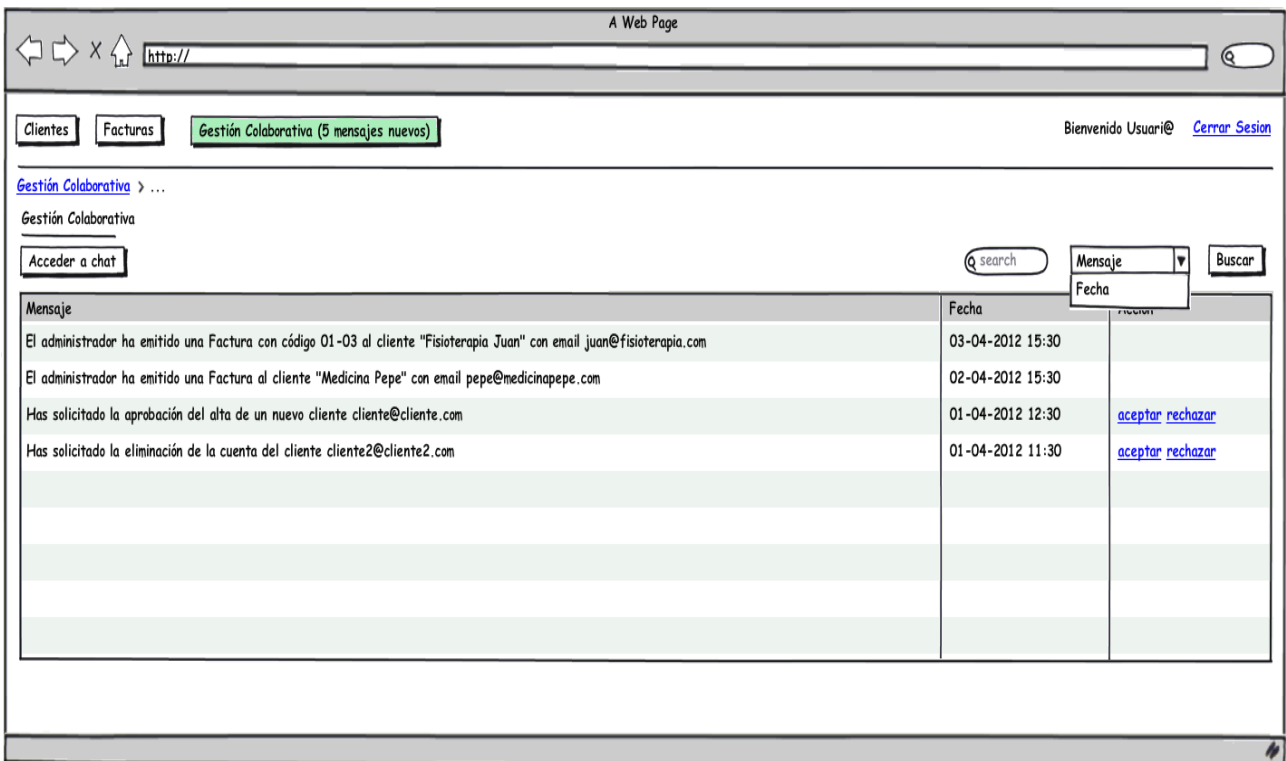 A Web Page
http://
Clientes Facturas Gestión Colaborativa (5 mensajes nuevos) Bienvenido Usuari@ Cerrar Sesion
Gestión Colaborativa > ...
Gestión Colaborativa
Acceder a chat search Mensaje Buscar
Fecha
Mensaje Fecha Acción
El administrador ha emitido una Factura con código 01-03 al cliente "Fisioterapia Juan" con email juan@fisioterapia.com 03-04-2012 15:30
El administrador ha emitido una Factura al cliente "Medicina Pepe" con email pepe@medicinapepe.com 02-04-2012 15:30
Has solicitado la aprobación del alta de un nuevo cliente cliente@cliente.com 01-04-2012 12:30 aceptar rechazar
Has solicitado la eliminación de la cuenta del cliente cliente2@cliente2.com 01-04-2012 11:30 aceptar rechazar